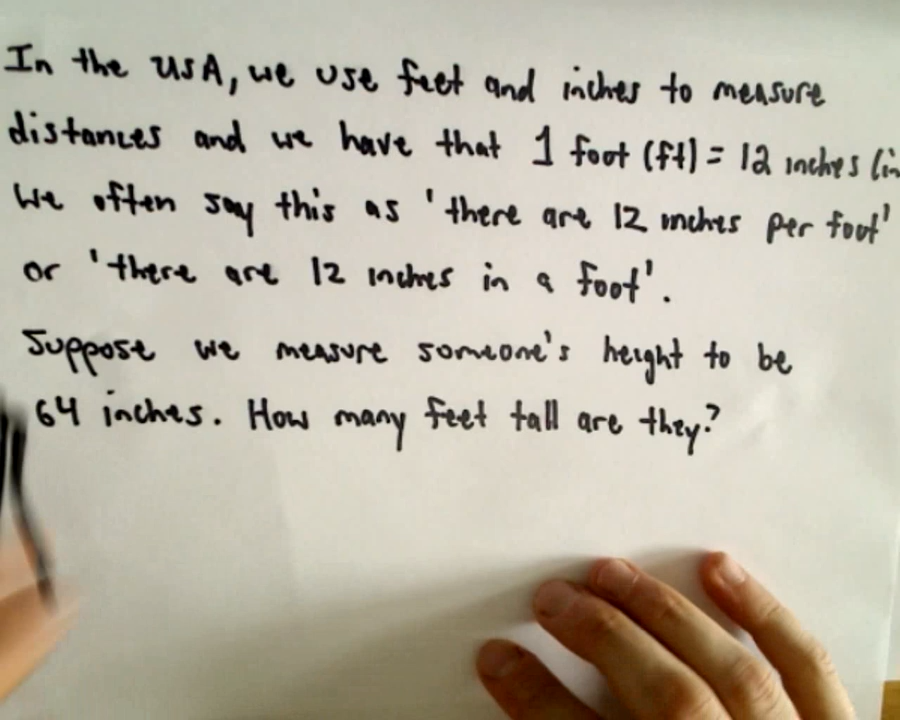 In the USA, we use feet and inches to measure
distances and we have that 1 foot (ft) = 12 inches (in
We often say this as 'there are 12 inches per foot'
or 'there are 12 inches in a foot'.
Suppose we measure someone's height to be
64 inches. How many feet tall are they?